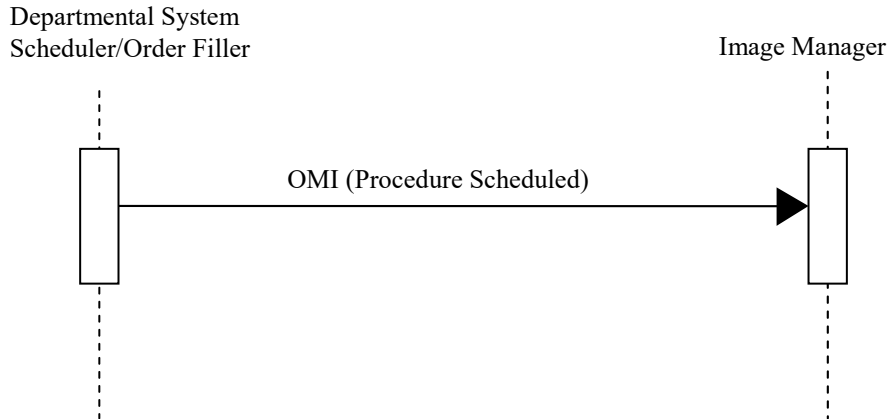 Departmental System
Scheduler/Order Filler
Image Manager
OMI (Procedure Scheduled)